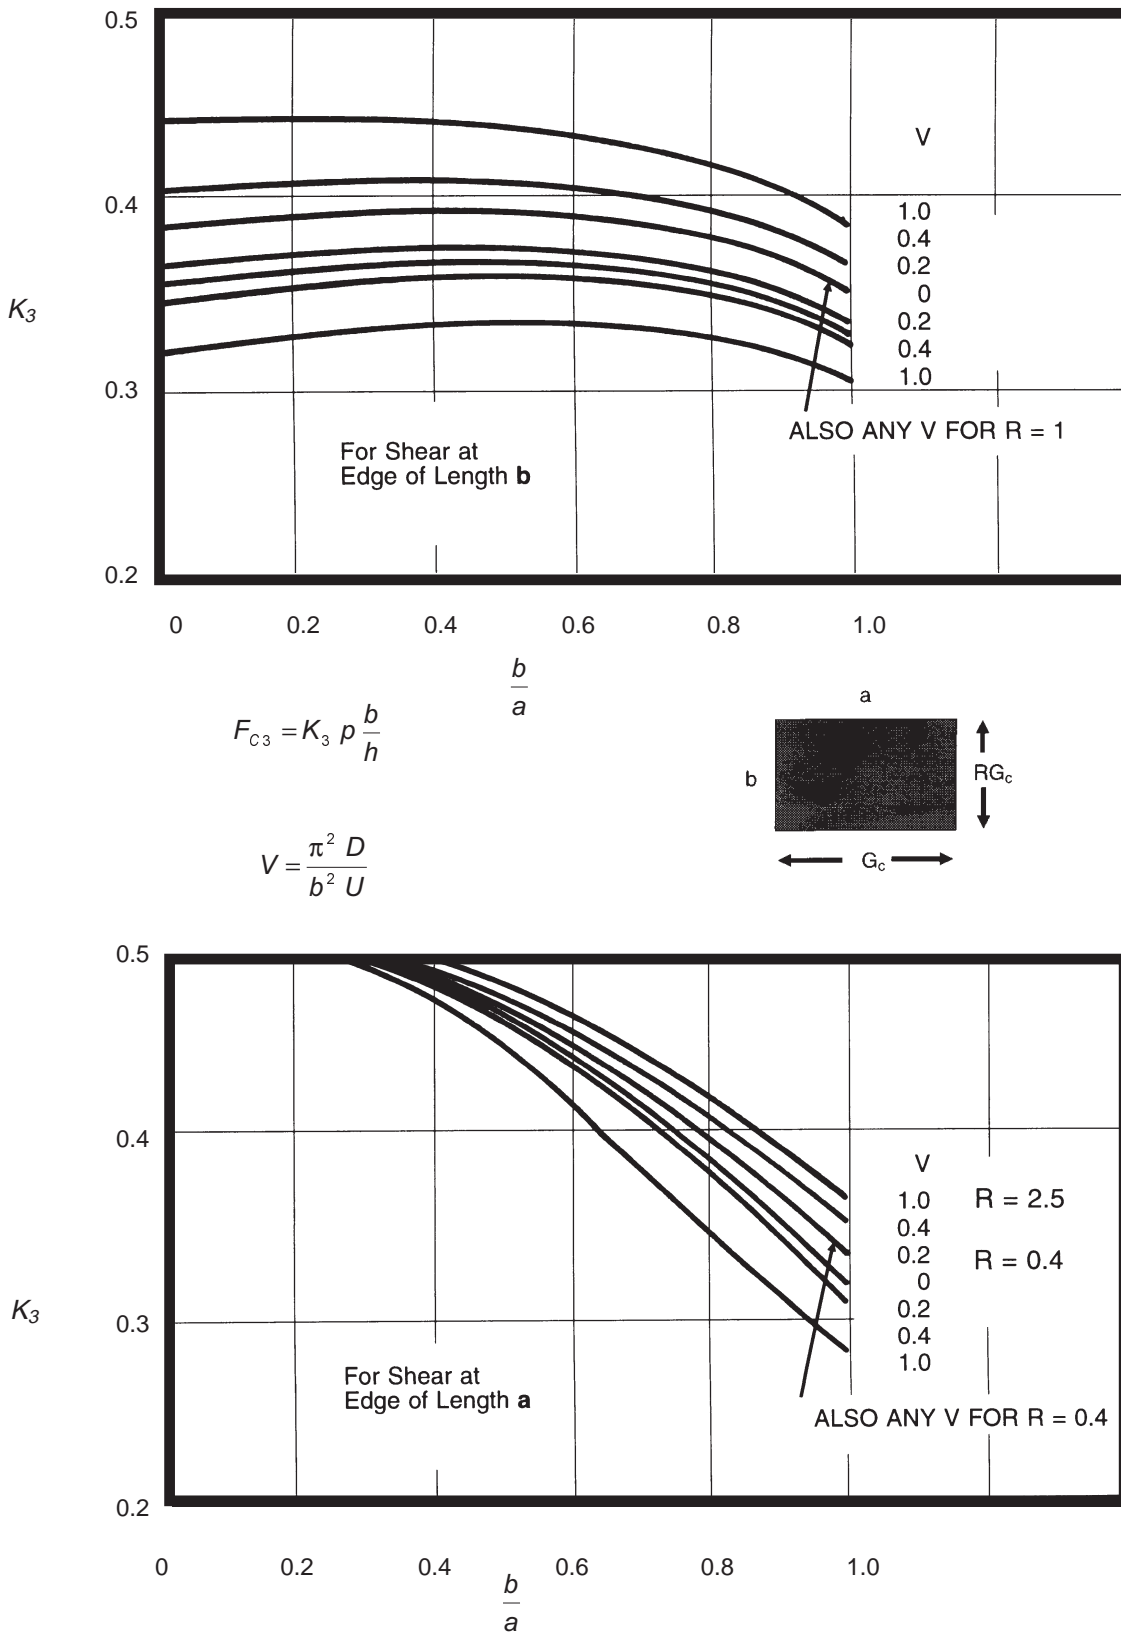 0.5
V
1.0
0.4
0.4
0.2
K₃
0
0.2
0.4
0.3
1.0
ALSO ANY V FOR R = 1
For Shear at
Edge of Length b
0.2
0 0.2 0.4 0.6 0.8 1.0
b
a
F_C3 = K₃ p b/h
a
b
RGc
Gc
V = π² D / b² U
0.5
0.4
V
1.0 R = 2.5
0.4
0.2 R = 0.4
0
K₃
0.2
0.3
0.4
1.0
For Shear at
Edge of Length a
ALSO ANY V FOR R = 0.4
0.2
0 0.2 0.4 0.6 0.8 1.0
b
a